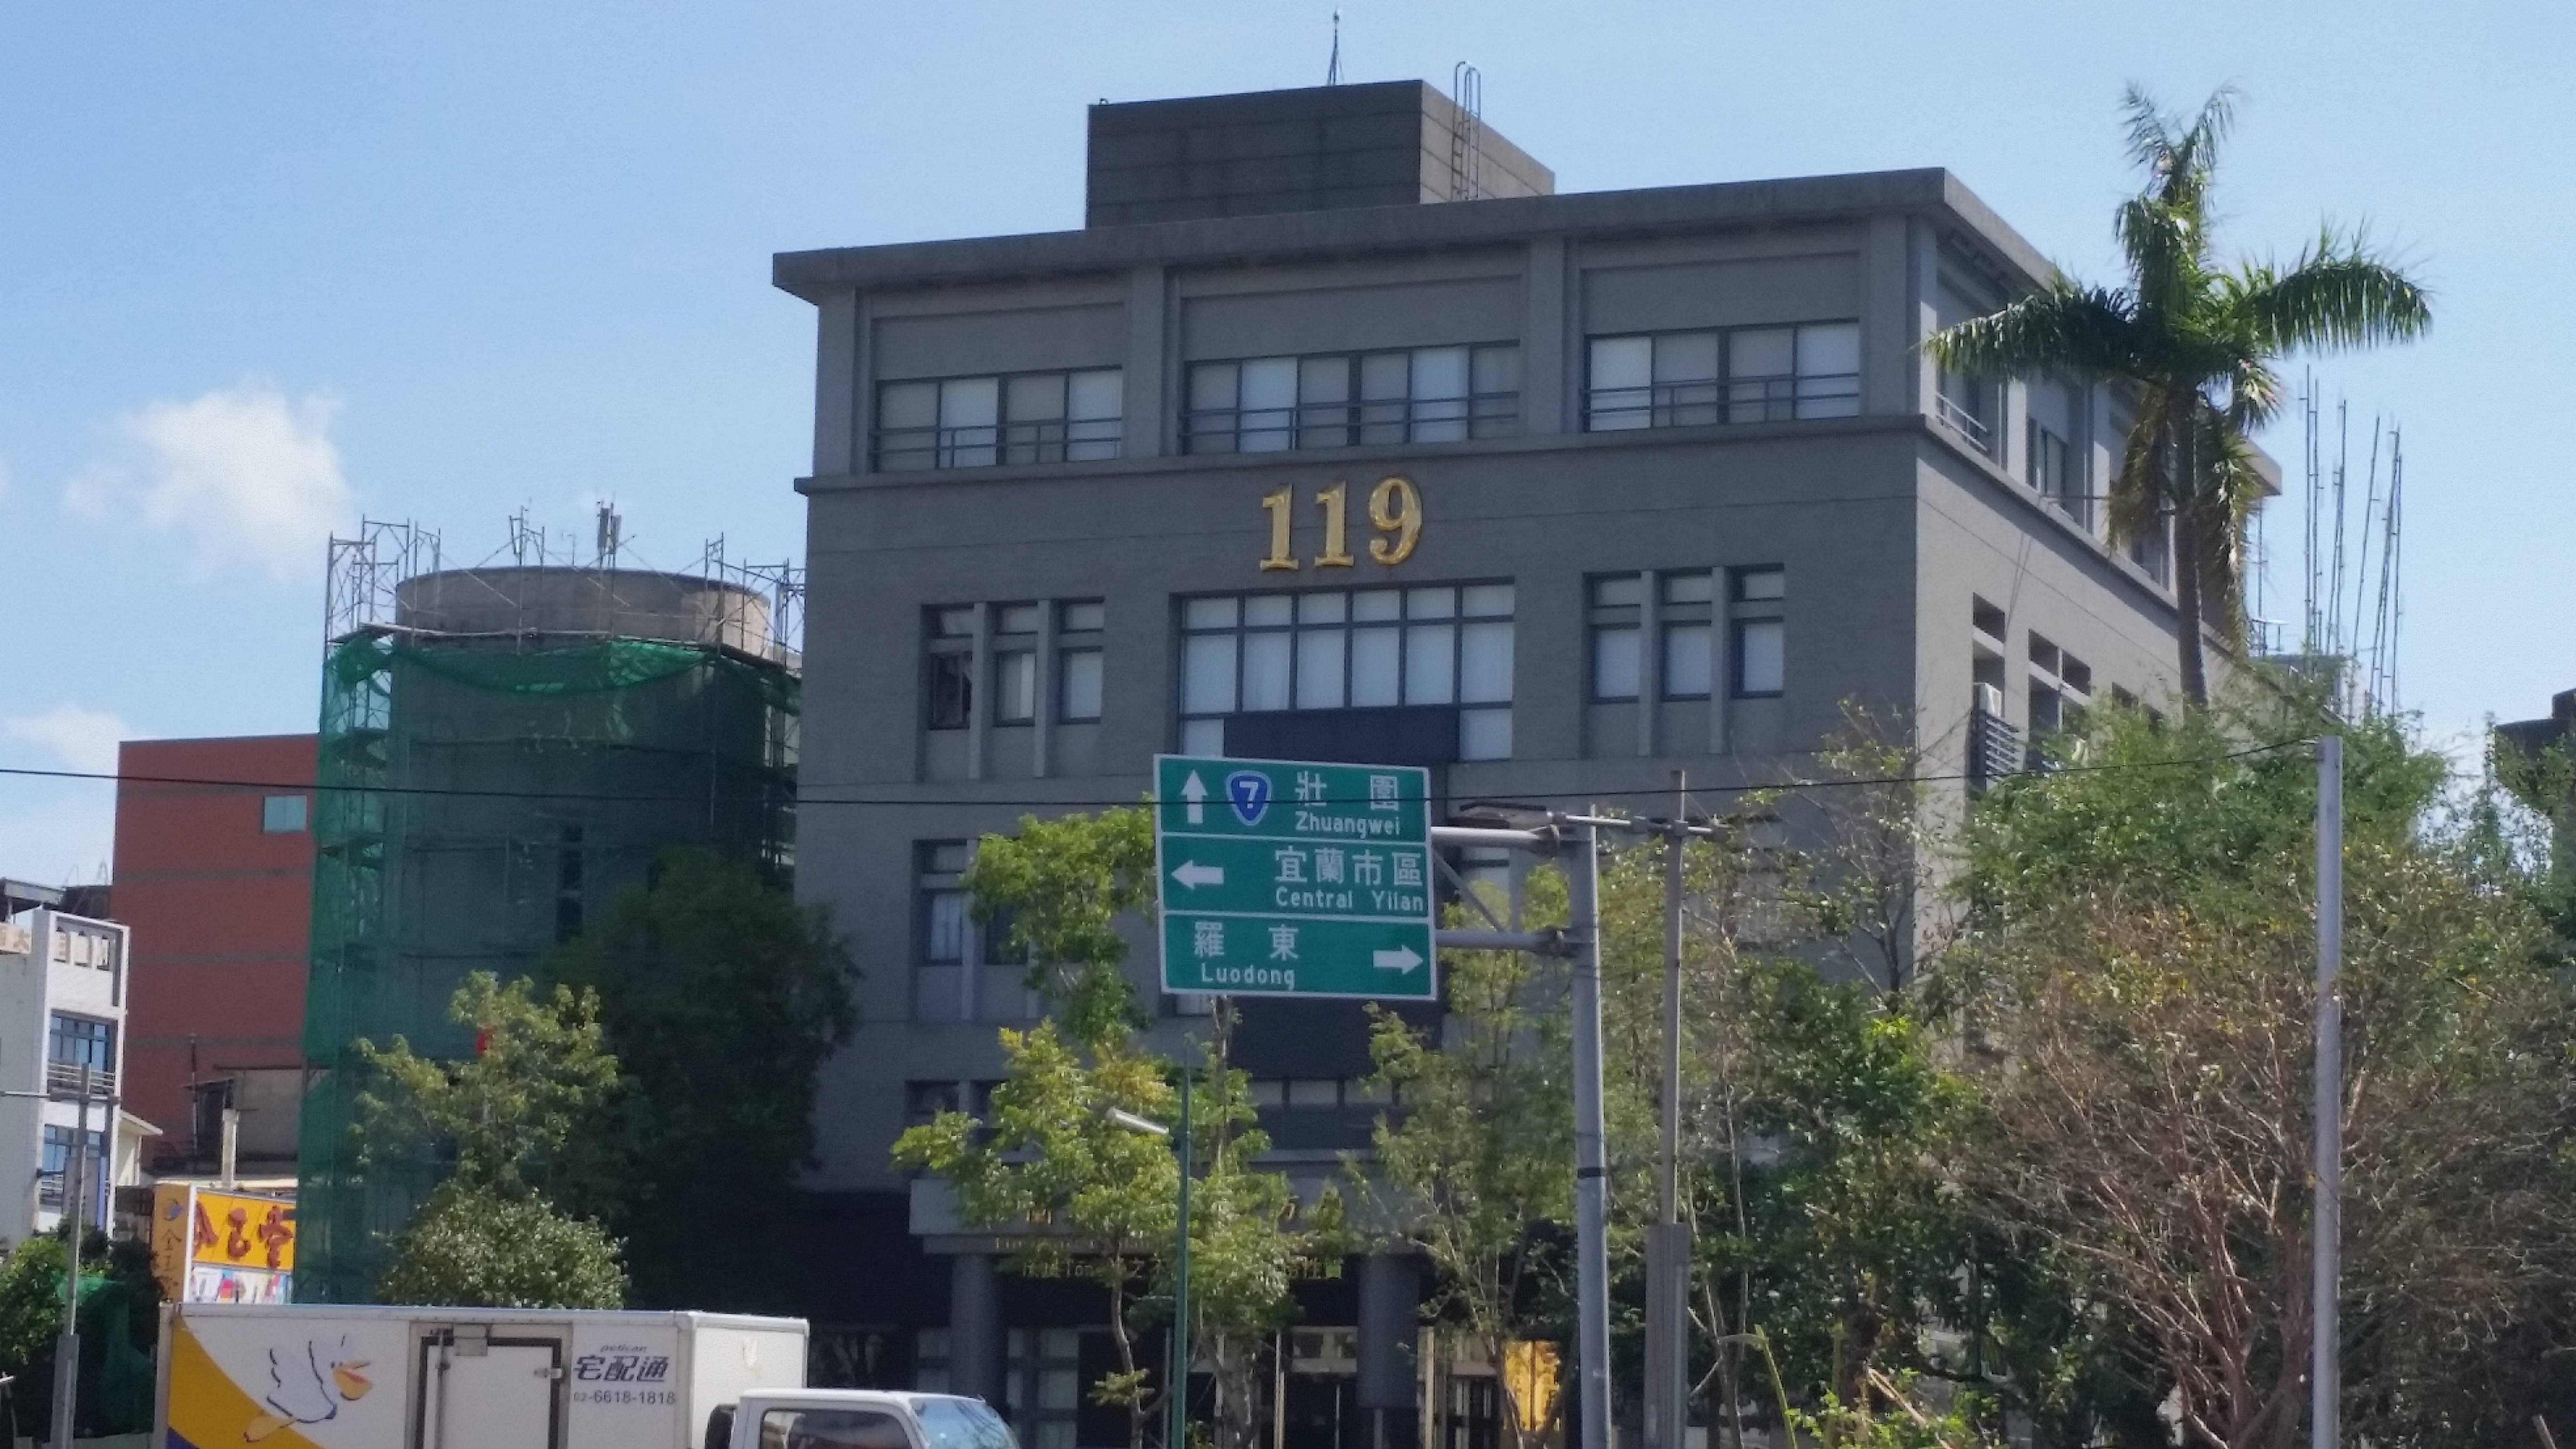 119
7 壯圍
Zhuangwei
宜蘭市區
Central Yilan
羅東
Luodong
pelican
宅配通
02-6618-1818